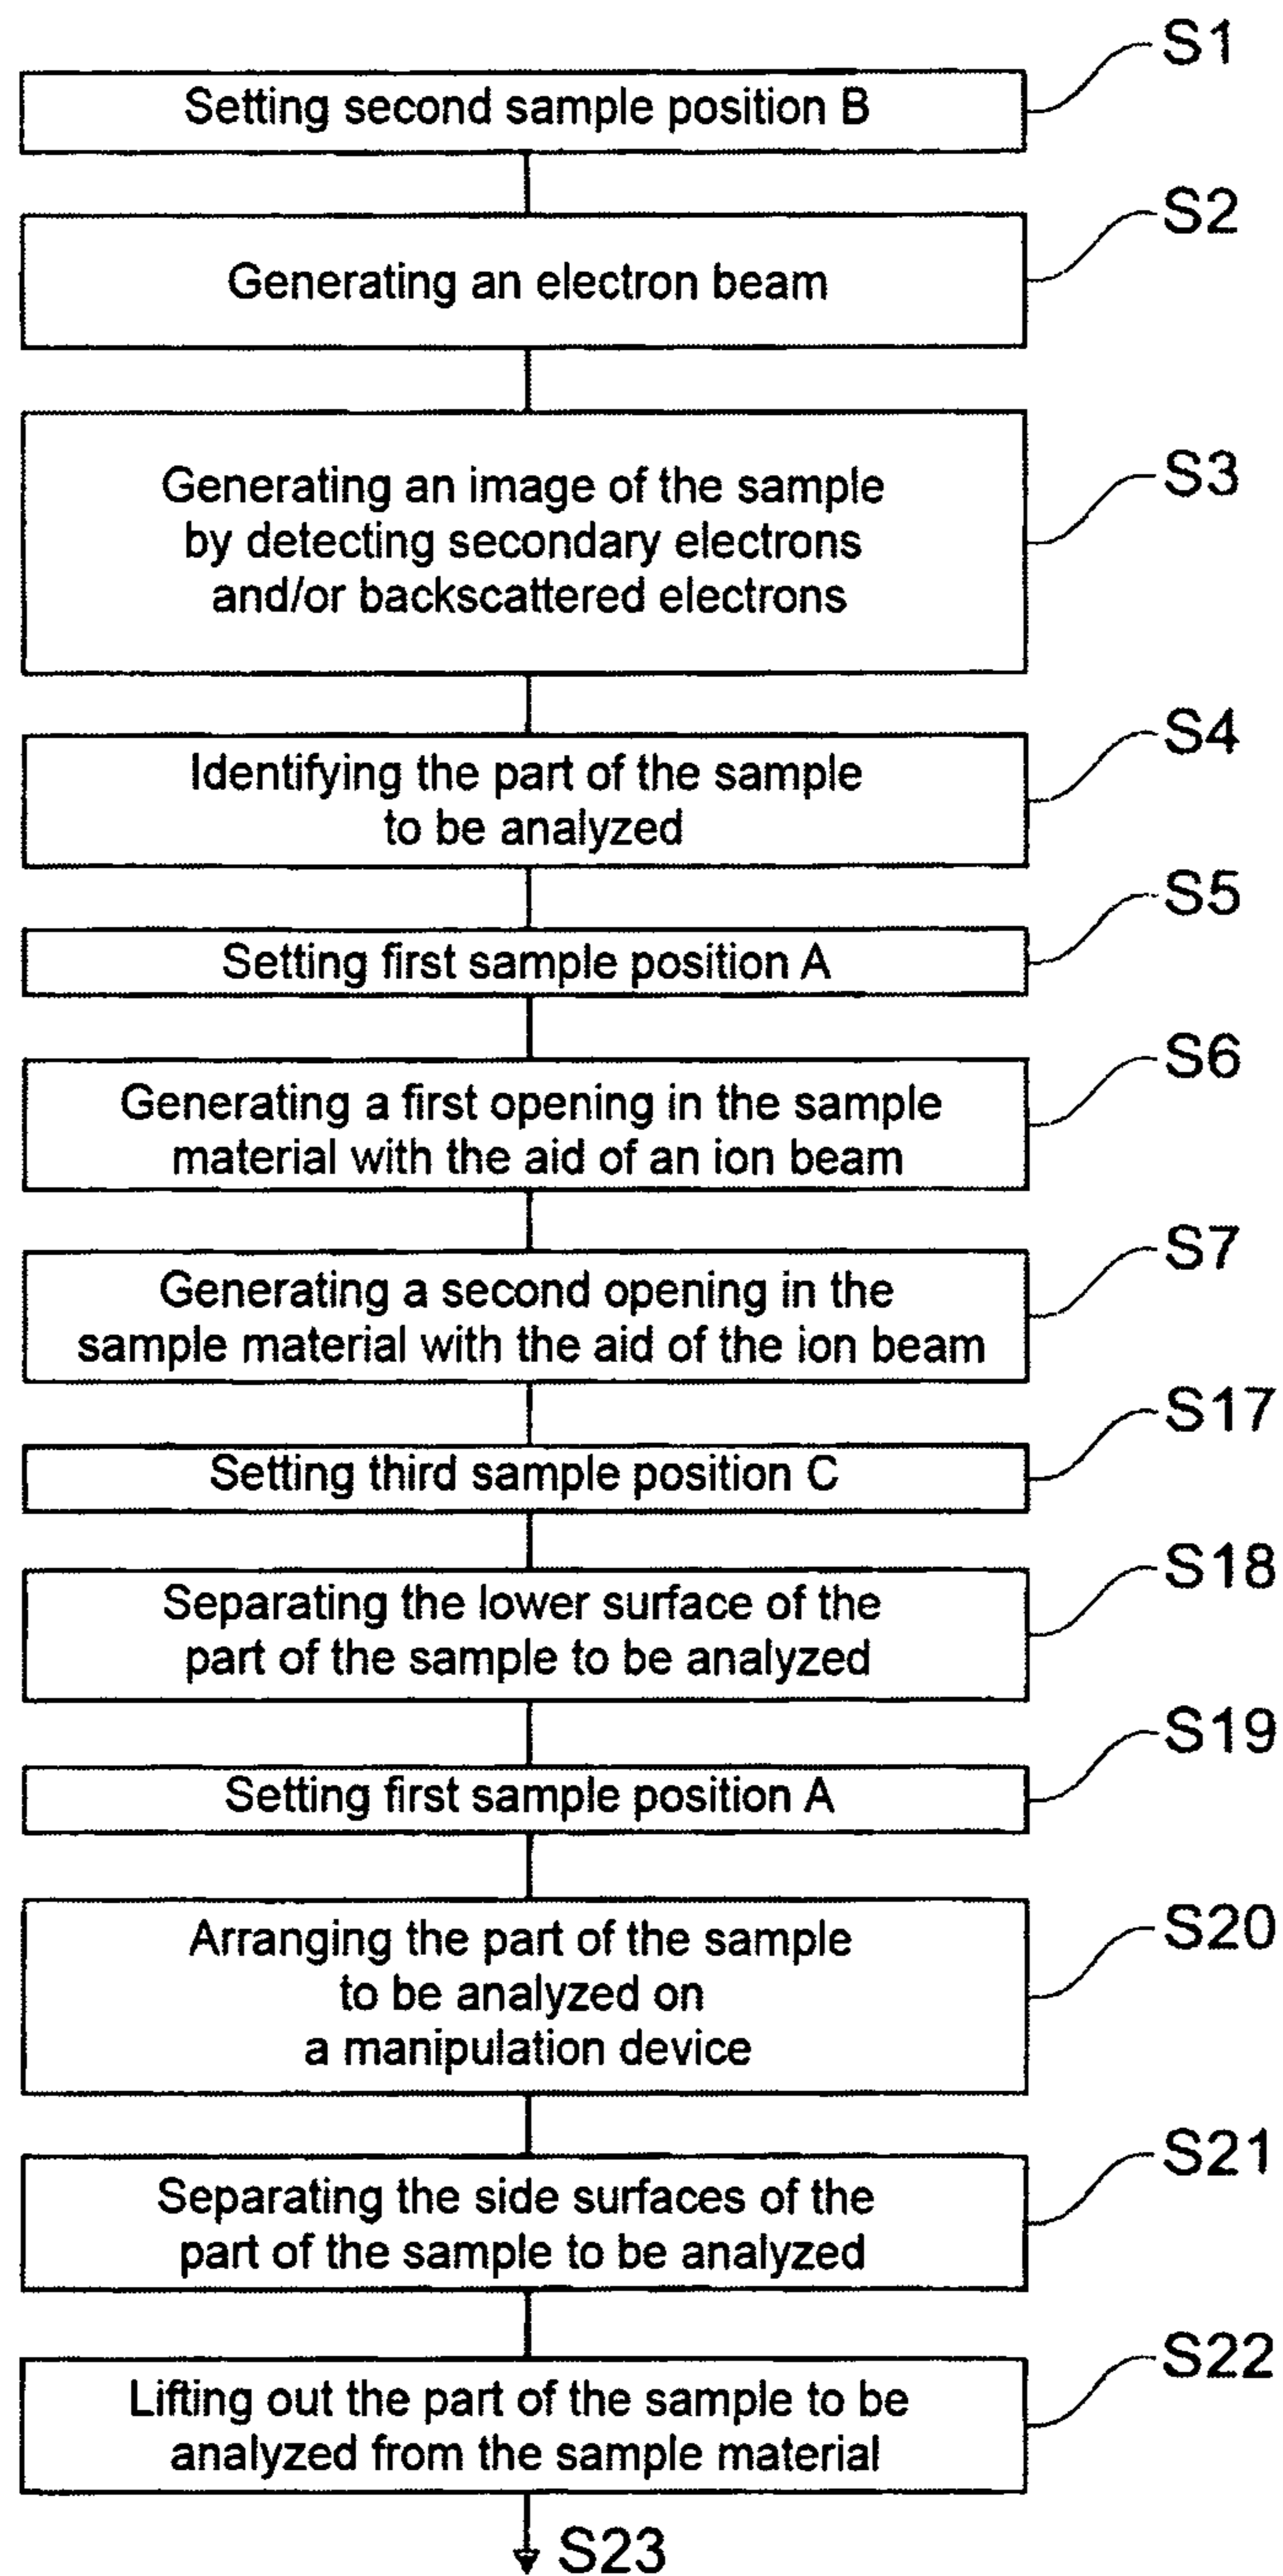 S1
Setting second sample position B
S2
Generating an electron beam
S3
Generating an image of the sample
by detecting secondary electrons
and/or backscattered electrons
S4
Identifying the part of the sample
to be analyzed
S5
Setting first sample position A
S6
Generating a first opening in the sample
material with the aid of an ion beam
S7
Generating a second opening in the
sample material with the aid of the ion beam
S17
Setting third sample position C
S18
Separating the lower surface of the
part of the sample to be analyzed
S19
Setting first sample position A
S20
Arranging the part of the sample
to be analyzed on
a manipulation device
S21
Separating the side surfaces of the
part of the sample to be analyzed
S22
Lifting out the part of the sample to be
analyzed from the sample material
S23